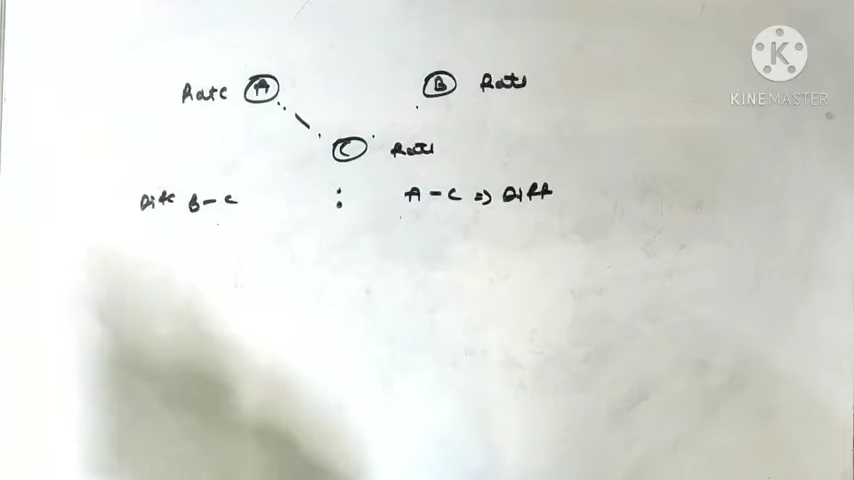 Rate A B Rate
K
KINEMASTER
C Rate
Diff B-C : A-C => Diff